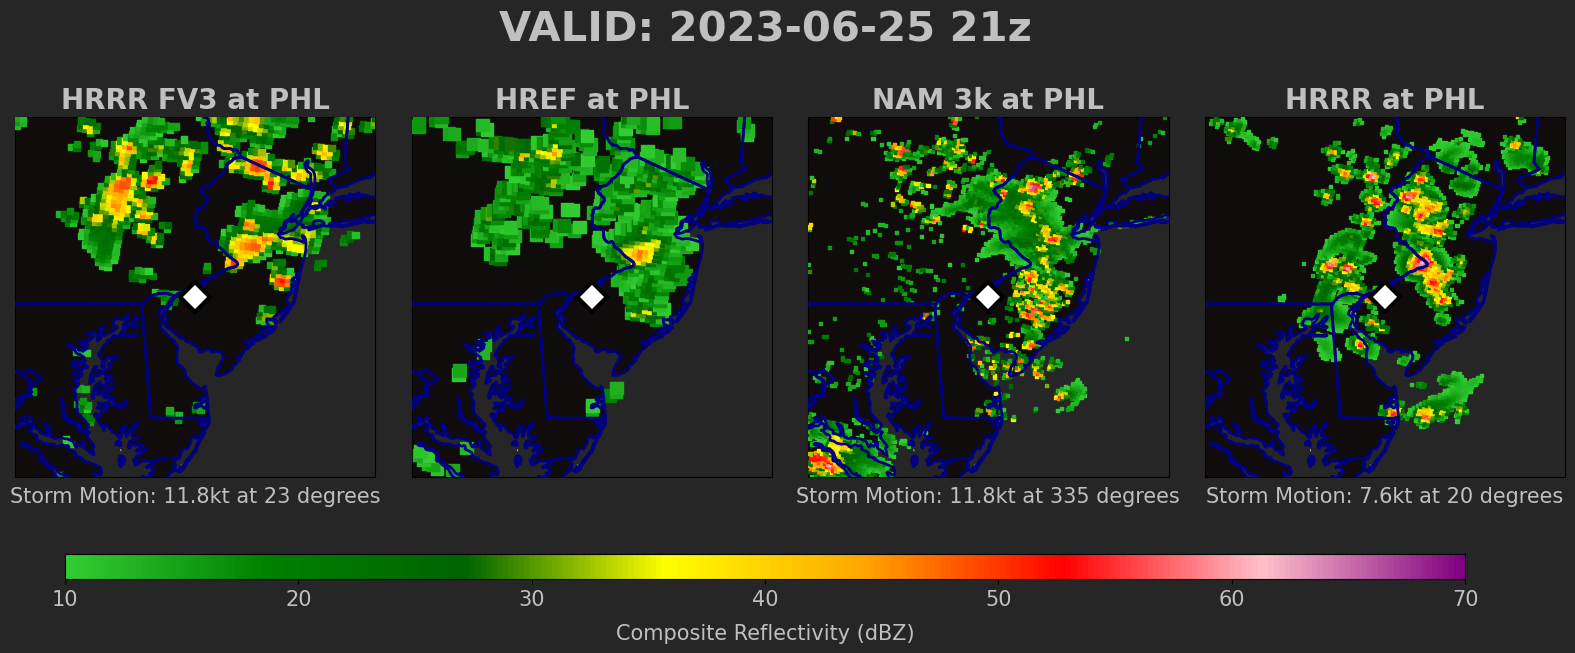 VALID: 2023-06-25 21z
HRRR FV3 at PHL
HREF at PHL
NAM 3k at PHL
HRRR at PHL
Storm Motion: 11.8kt at 23 degrees
Storm Motion: 11.8kt at 335 degrees
Storm Motion: 7.6kt at 20 degrees
10 20 30 40 50 60 70
Composite Reflectivity (dBZ)